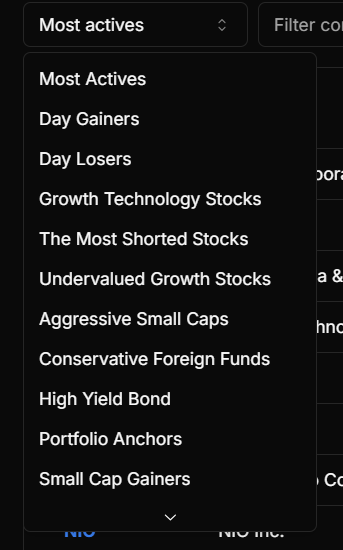 Most actives
Filter co
Most Actives
Day Gainers
Day Losers
pora
Growth Technology Stocks
The Most Shorted Stocks
Undervalued Growth Stocks
a &
Aggressive Small Caps
hno
Conservative Foreign Funds
High Yield Bond
Portfolio Anchors
Small Cap Gainers
Co
NIO
NIO Inc.